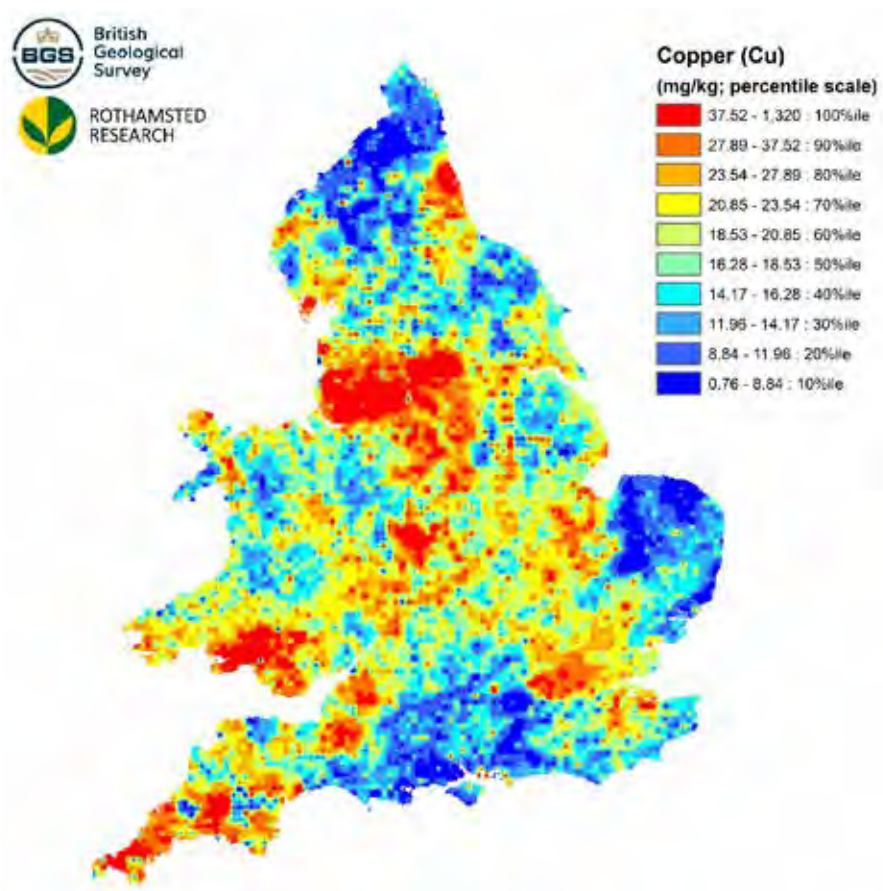 BGS
British
Geological
Survey
ROTHAMSTED
RESEARCH
Copper (Cu)
(mg/kg; percentile scale)
37.52 - 1,320 : 100%ile
27.89 - 37.52 : 90%ile
23.54 - 27.89 : 80%ile
20.85 - 23.54 : 70%ile
18.53 - 20.85 : 60%ile
16.28 - 18.53 : 50%ile
14.17 - 16.28 : 40%ile
11.96 - 14.17 : 30%ile
8.84 - 11.96 : 20%ile
0.76 - 8.84 : 10%ile